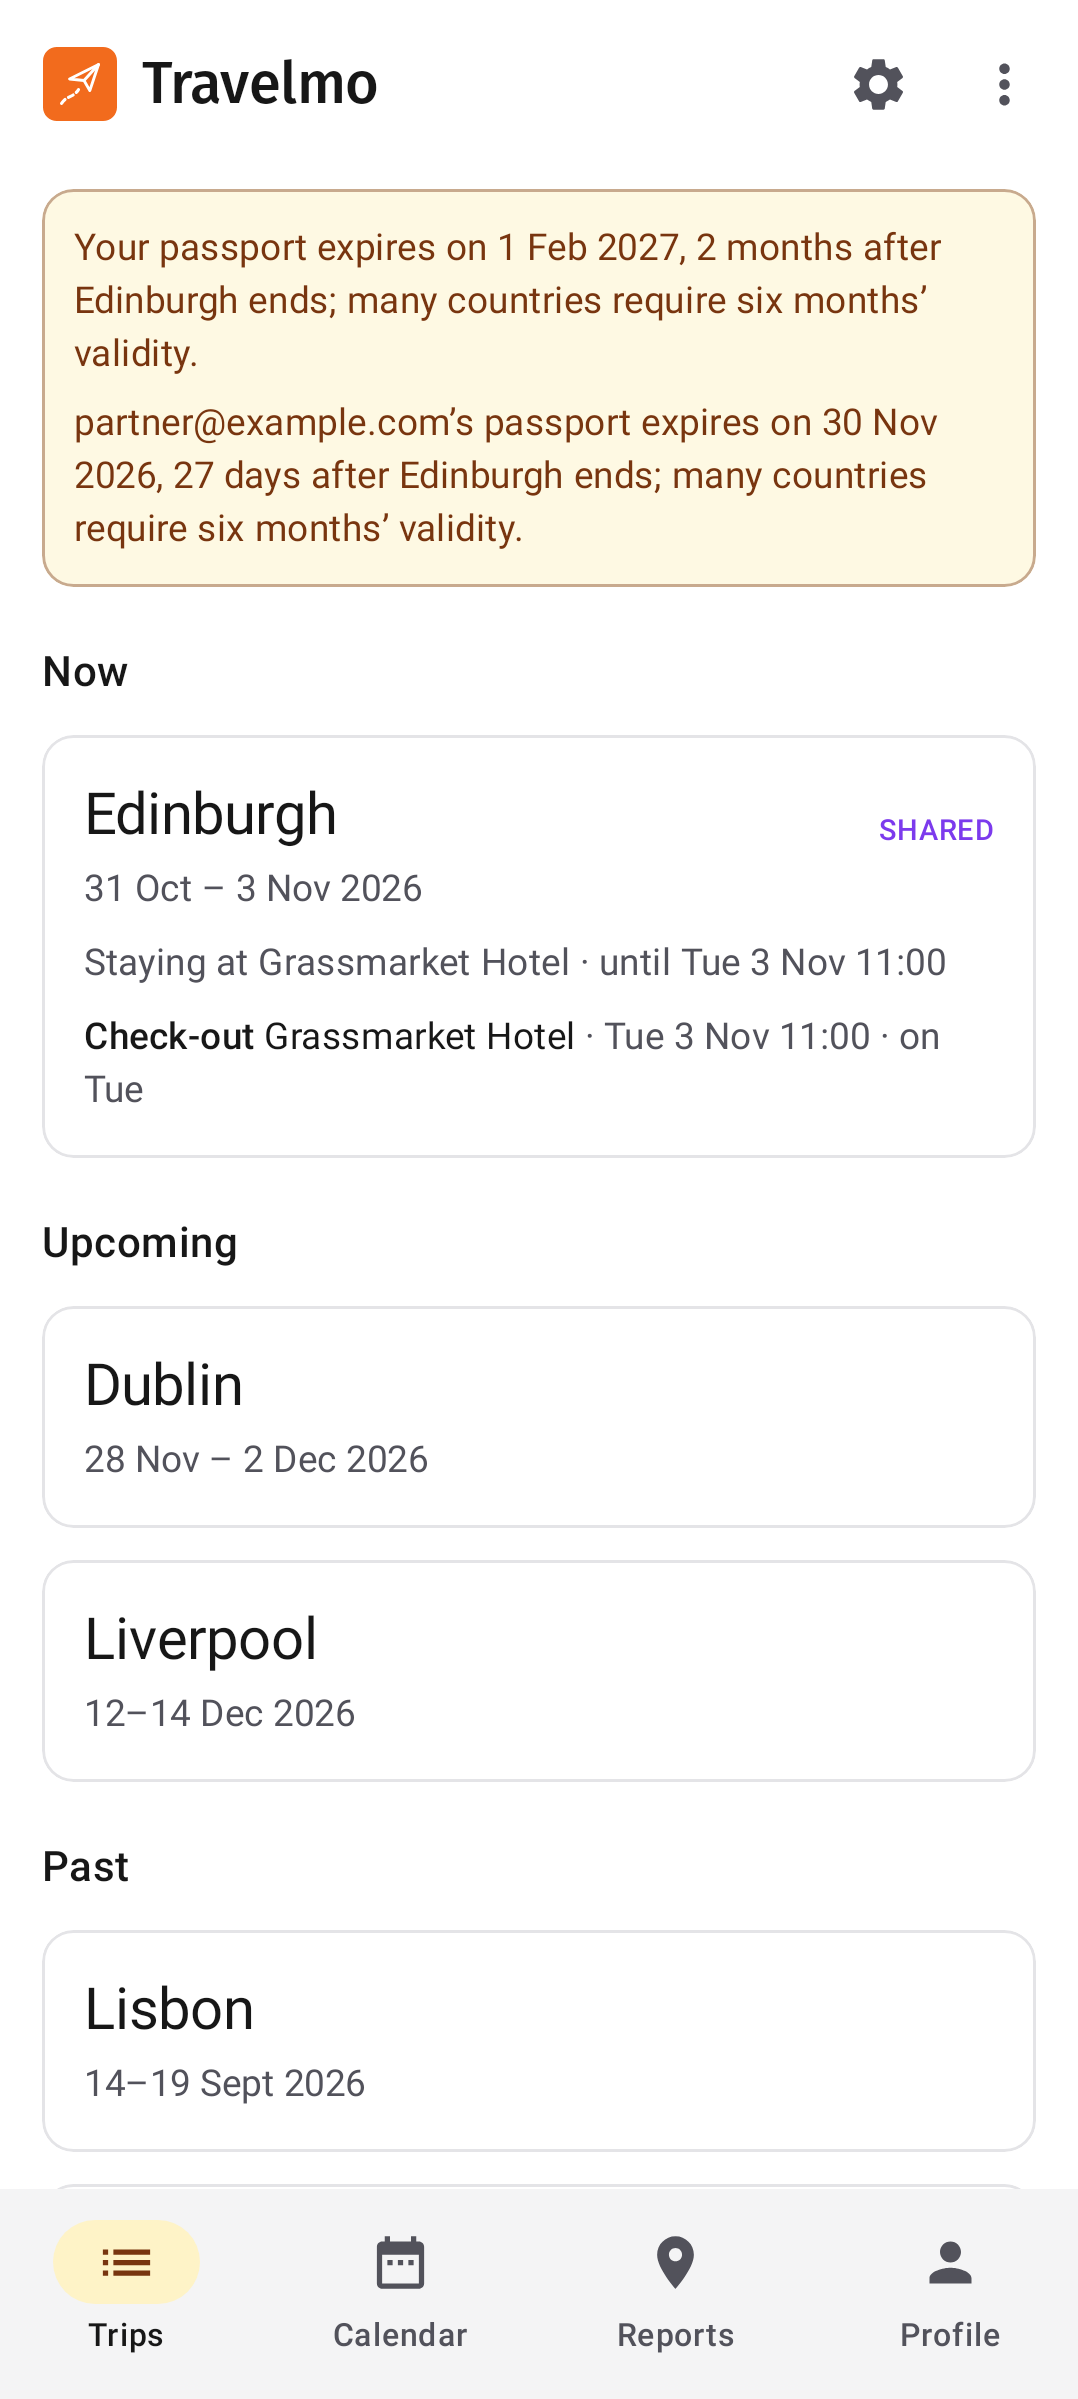 Travelmo
Your passport expires on 1 Feb 2027, 2 months after
Edinburgh ends; many countries require six months’
validity.
partner@example.com’s passport expires on 30 Nov
2026, 27 days after Edinburgh ends; many countries
require six months’ validity.
Now
Edinburgh
SHARED
31 Oct – 3 Nov 2026
Staying at Grassmarket Hotel · until Tue 3 Nov 11:00
Check-out Grassmarket Hotel · Tue 3 Nov 11:00 · on
Tue
Upcoming
Dublin
28 Nov – 2 Dec 2026
Liverpool
12–14 Dec 2026
Past
Lisbon
14–19 Sept 2026
Trips
Calendar
Reports
Profile